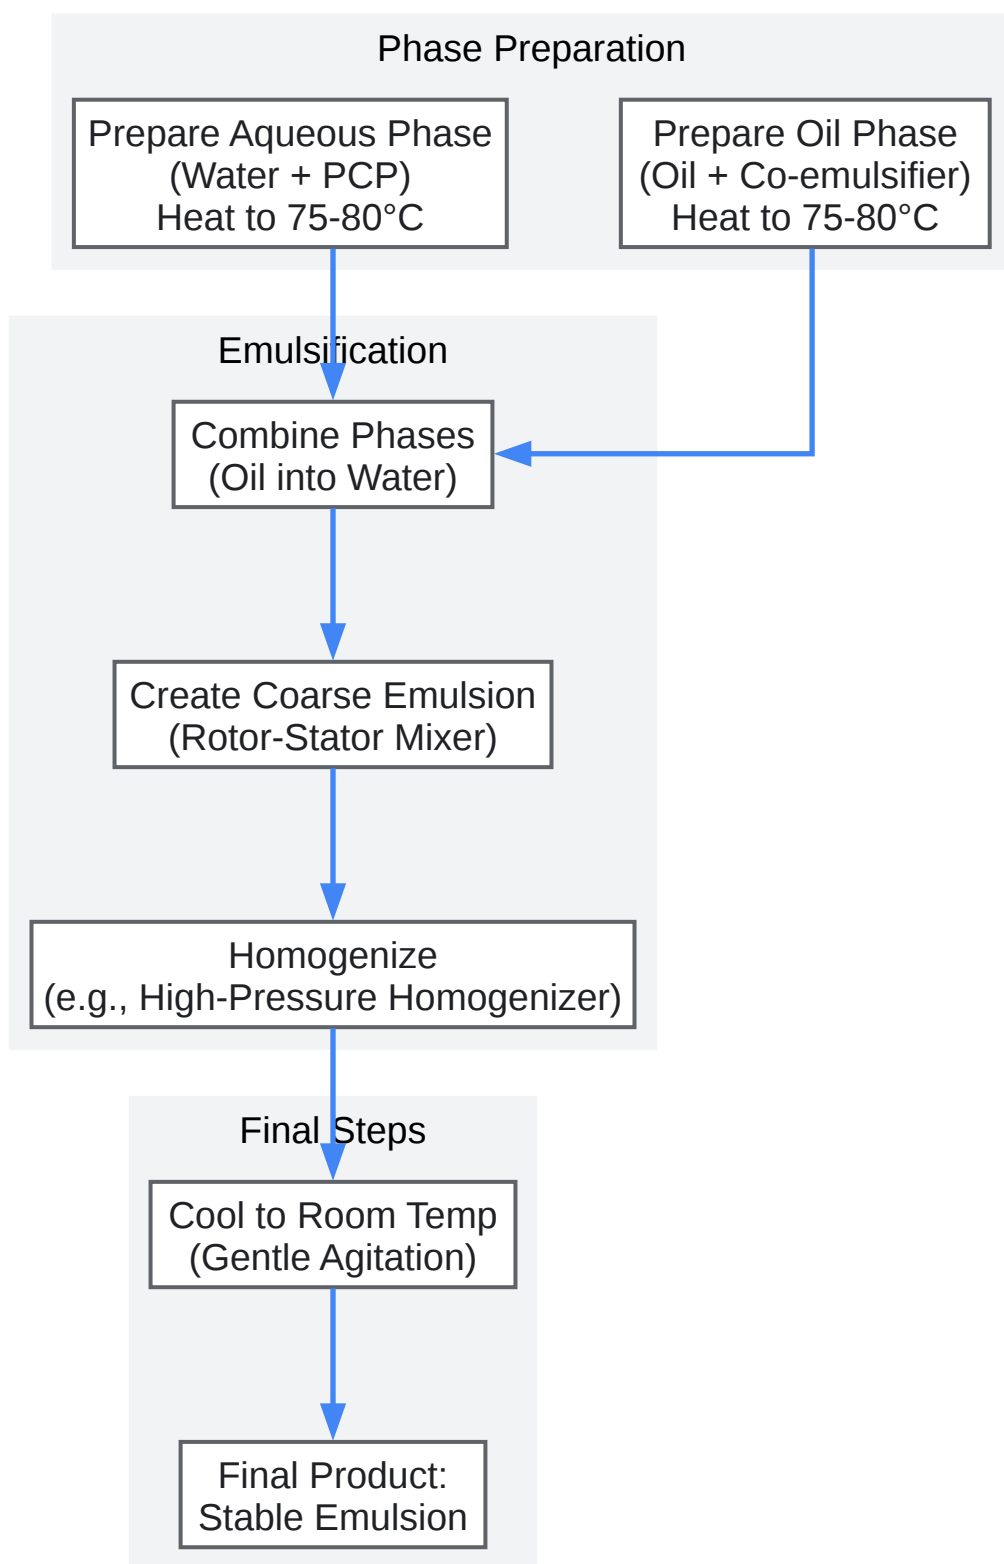 Phase Preparation
Prepare Aqueous Phase
(Water + PCP)
Heat to 75-80°C
Prepare Oil Phase
(Oil + Co-emulsifier)
Heat to 75-80°C
Emulsification
Combine Phases
(Oil into Water)
Create Coarse Emulsion
(Rotor-Stator Mixer)
Homogenize
(e.g., High-Pressure Homogenizer)
Final Steps
Cool to Room Temp
(Gentle Agitation)
Final Product:
Stable Emulsion